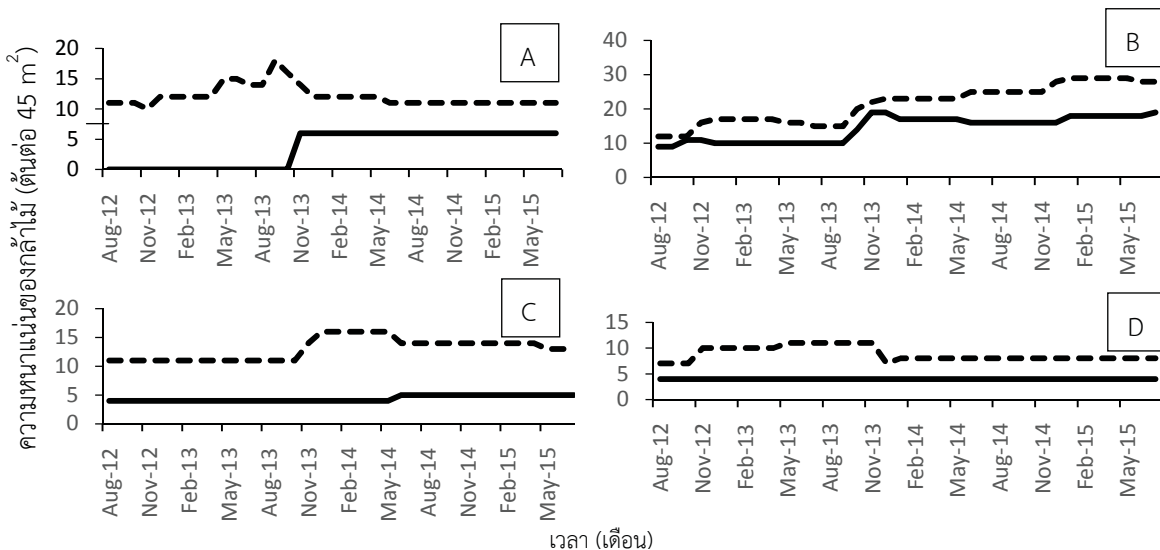 ความหนาแน่นของกล้าไม้ (ต้นต่อ 45 m²)
A
20
15
10
5
0
Aug-12 Nov-12 Feb-13 May-13 Aug-13 Nov-13 Feb-14 May-14 Aug-14 Nov-14 Feb-15 May-15
B
40
30
20
10
0
Aug-12 Nov-12 Feb-13 May-13 Aug-13 Nov-13 Feb-14 May-14 Aug-14 Nov-14 Feb-15 May-15
C
20
15
10
5
0
Aug-12 Nov-12 Feb-13 May-13 Aug-13 Nov-13 Feb-14 May-14 Aug-14 Nov-14 Feb-15 May-15
D
15
10
5
0
Aug-12 Nov-12 Feb-13 May-13 Aug-13 Nov-13 Feb-14 May-14 Aug-14 Nov-14 Feb-15 May-15
เวลา (เดือน)